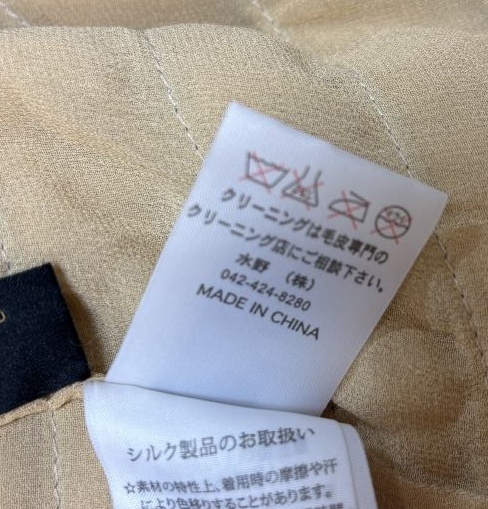 クリーニングは毛皮専門の
クリーニング店にご相談下さい。
水野 （株）
042-424-8280
MADE IN CHINA
シルク製品のお取扱い
☆素材の特性上、着用時の摩擦や汗
により色移りすることがあります。